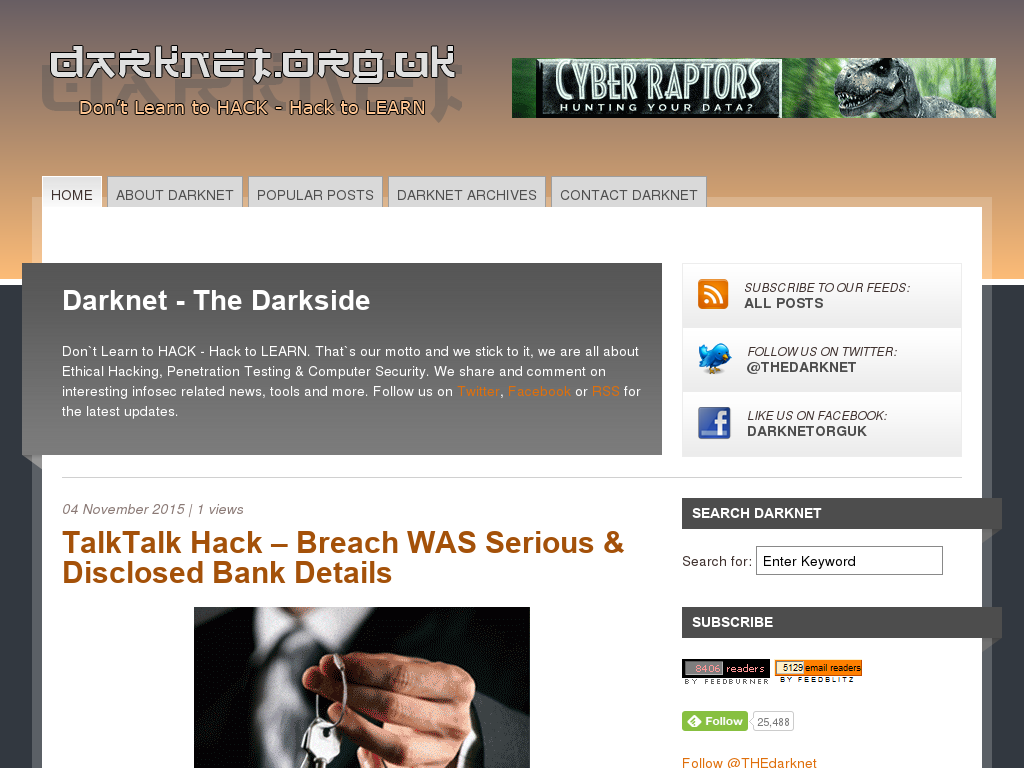 darknet.org.uk
Don't Learn to HACK - Hack to LEARN
CYBER RAPTORS
HUNTING YOUR DATA?
HOME
ABOUT DARKNET
POPULAR POSTS
DARKNET ARCHIVES
CONTACT DARKNET
Darknet - The Darkside
Don`t Learn to HACK - Hack to LEARN. That`s our motto and we stick to it, we are all about
Ethical Hacking, Penetration Testing & Computer Security. We share and comment on
interesting infosec related news, tools and more. Follow us on Twitter, Facebook or RSS for
the latest updates.
SUBSCRIBE TO OUR FEEDS:
ALL POSTS
FOLLOW US ON TWITTER:
@THEDARKNET
LIKE US ON FACEBOOK:
DARKNETORGUK
04 November 2015 | 1 views
TalkTalk Hack – Breach WAS Serious &
Disclosed Bank Details
SEARCH DARKNET
Search for: Enter Keyword
SUBSCRIBE
8406 readers
BY FEEDBURNER
5129 email readers
BY FEEDBLITZ
Follow 25,488
Follow @THEdarknet